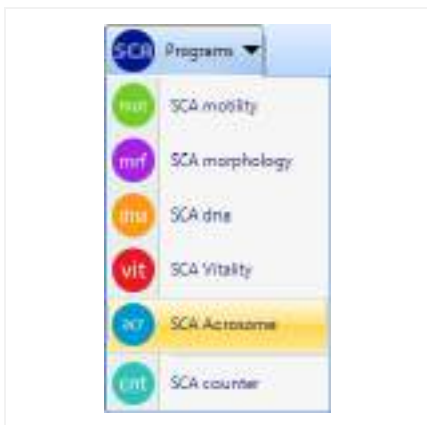 SCA Programs
mot SCA motility
mrf SCA morphology
dna SCA dna
vit SCA Vitality
acr SCA Acrosome
cnt SCA counter